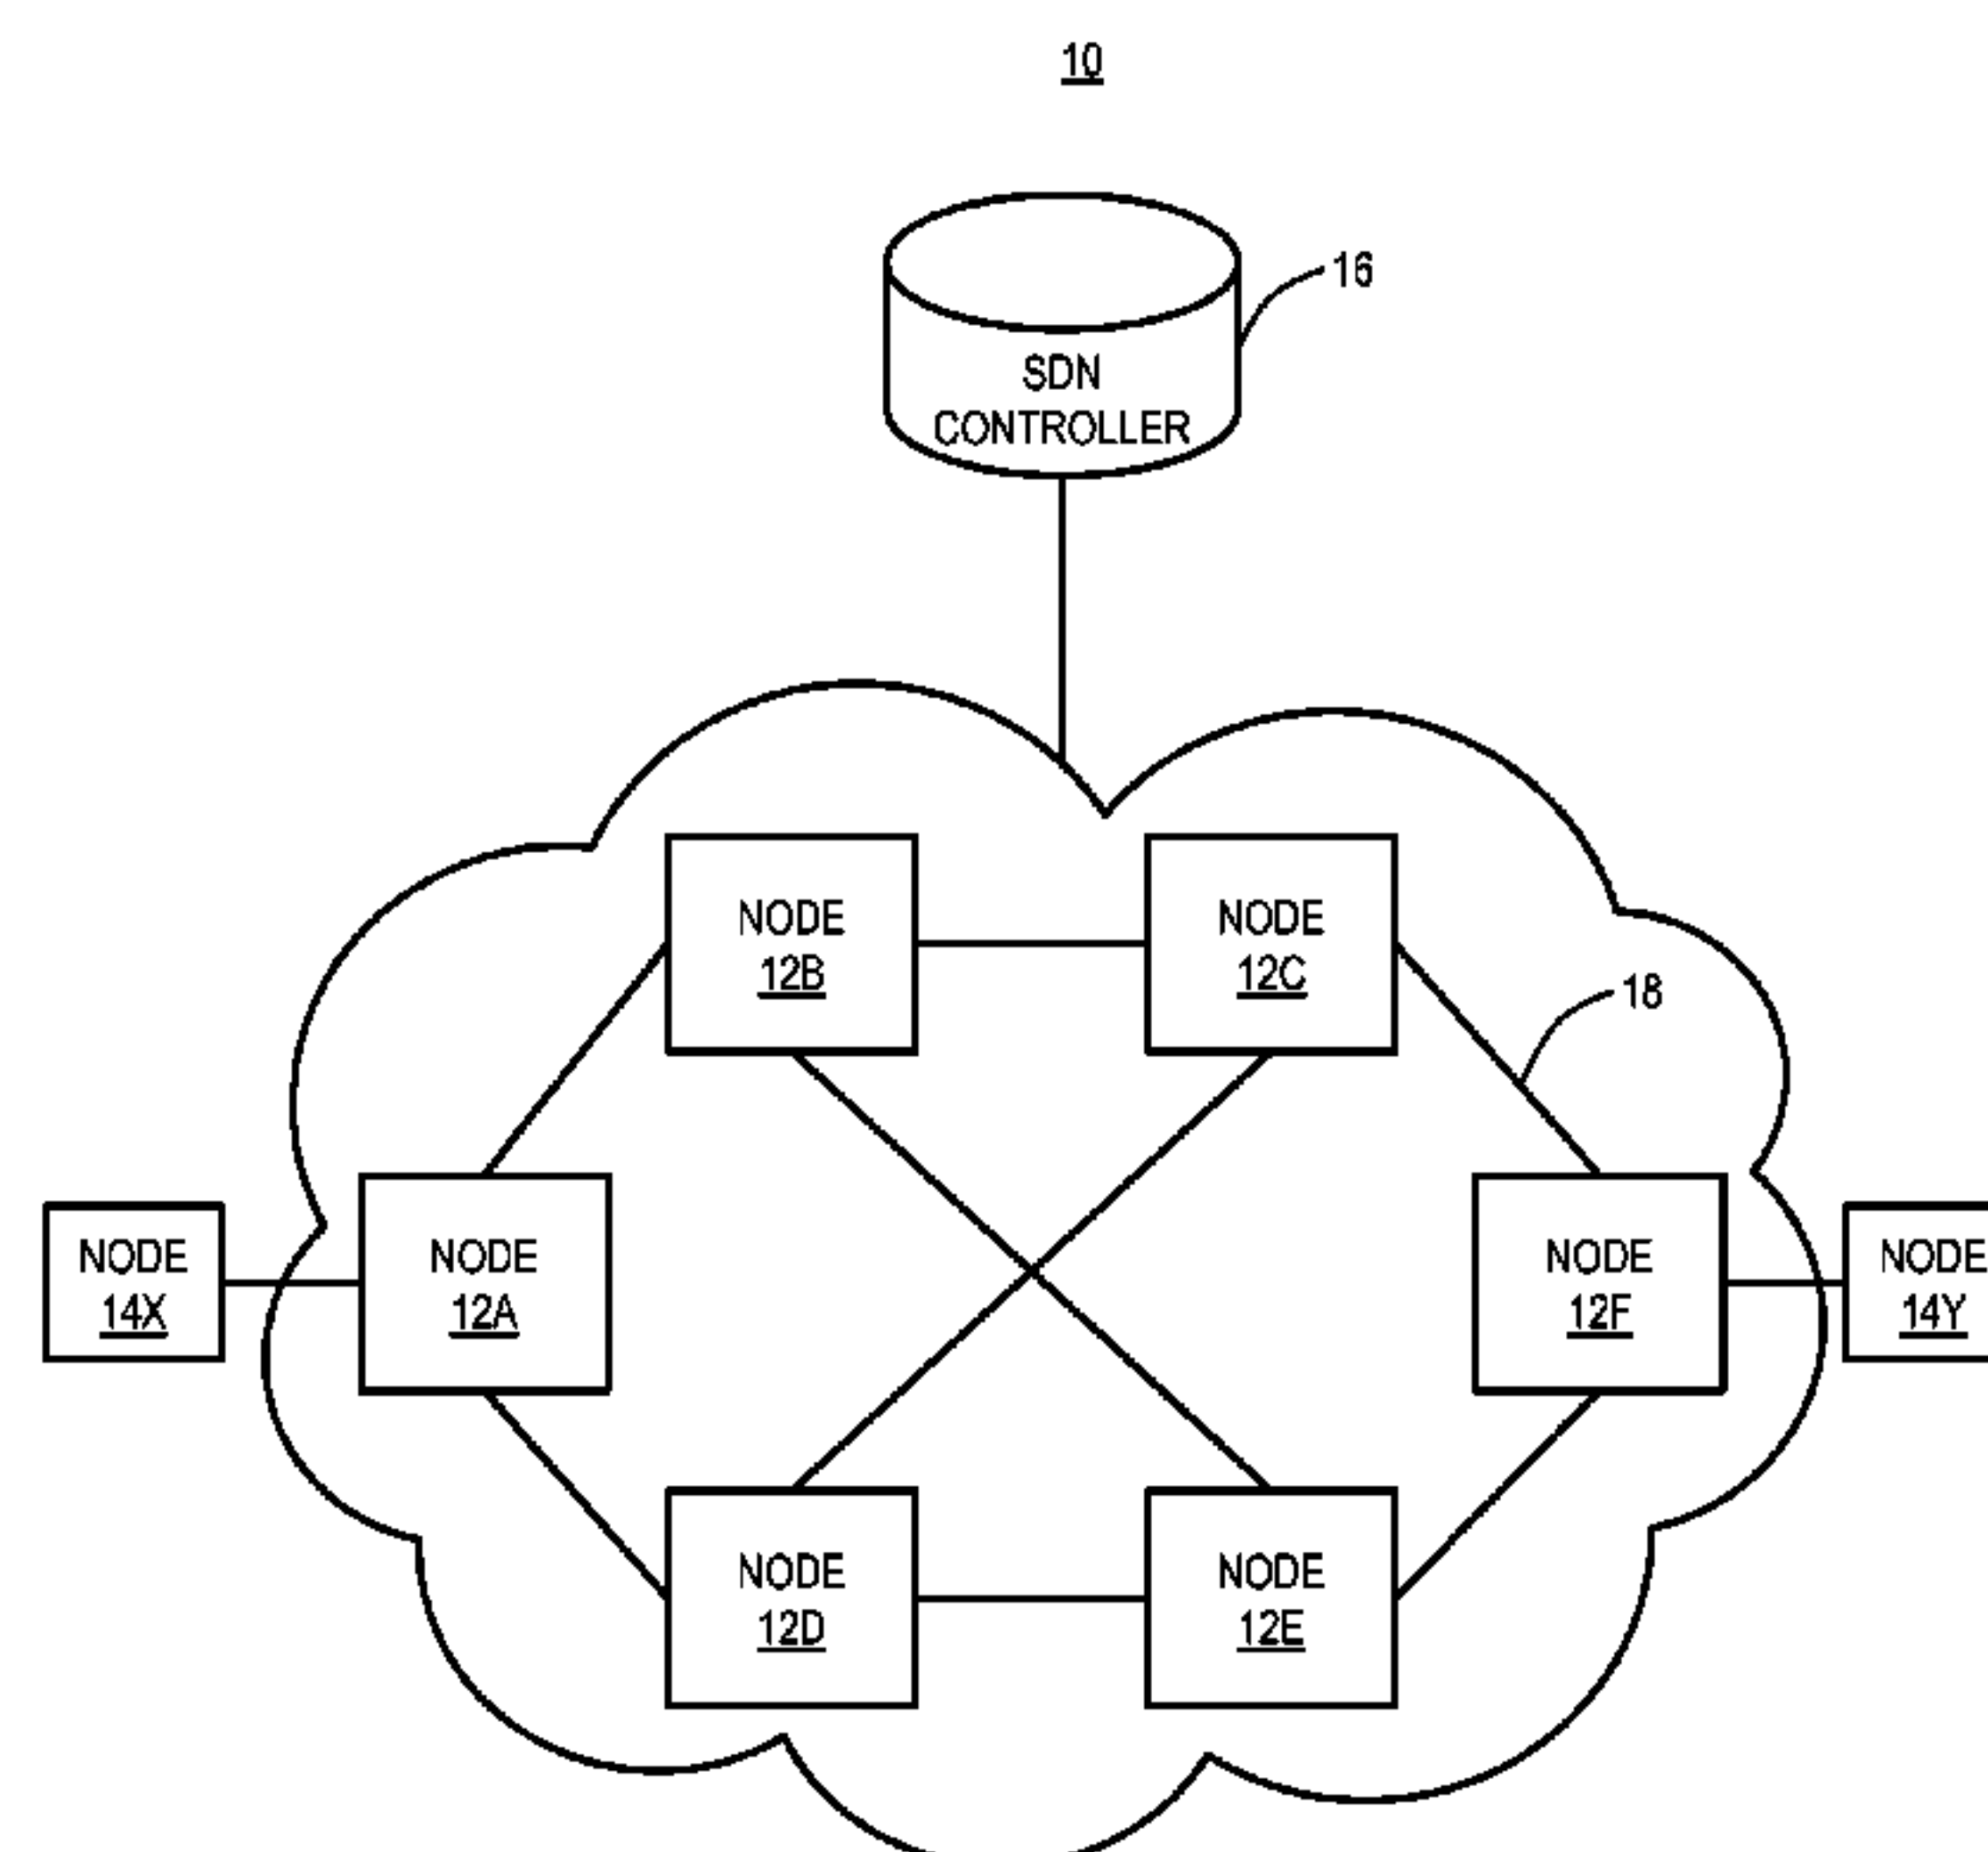 10
16
SDN
CONTROLLER
NODE
12B
NODE
12C
18
NODE
14X
NODE
12A
NODE
12F
NODE
14Y
NODE
12D
NODE
12E